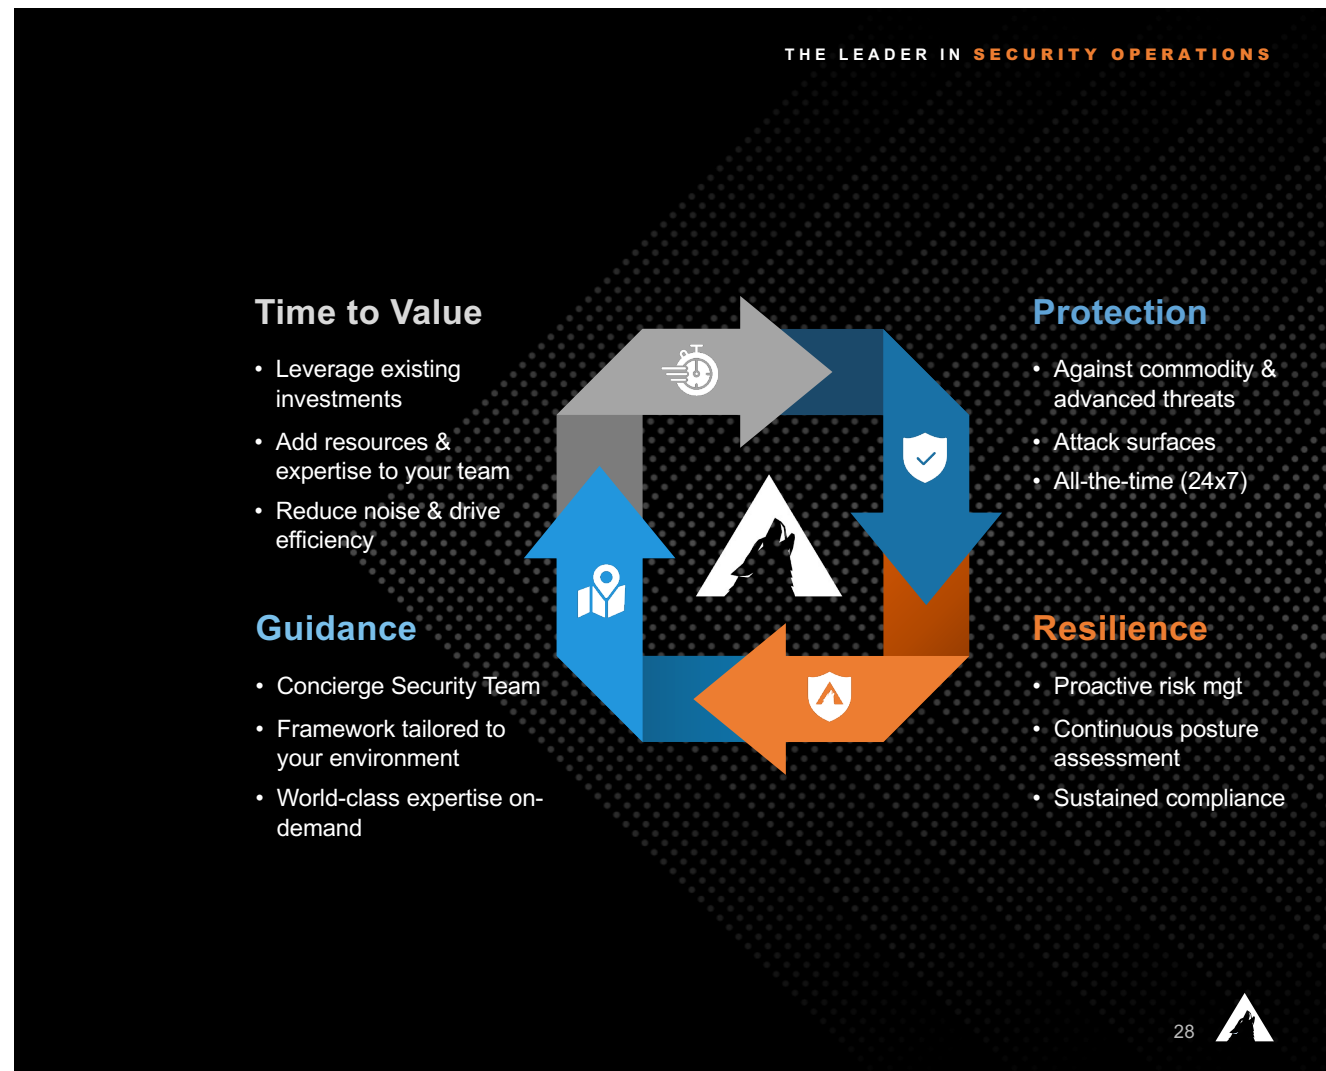 THE LEADER IN SECURITY OPERATIONS
Time to Value
• Leverage existing
investments
• Add resources &
expertise to your team
• Reduce noise & drive
efficiency
Protection
• Against commodity &
advanced threats
• Attack surfaces
• All-the-time (24x7)
Guidance
• Concierge Security Team
• Framework tailored to
your environment
• World-class expertise on-
demand
Resilience
• Proactive risk mgt
• Continuous posture
assessment
• Sustained compliance
28